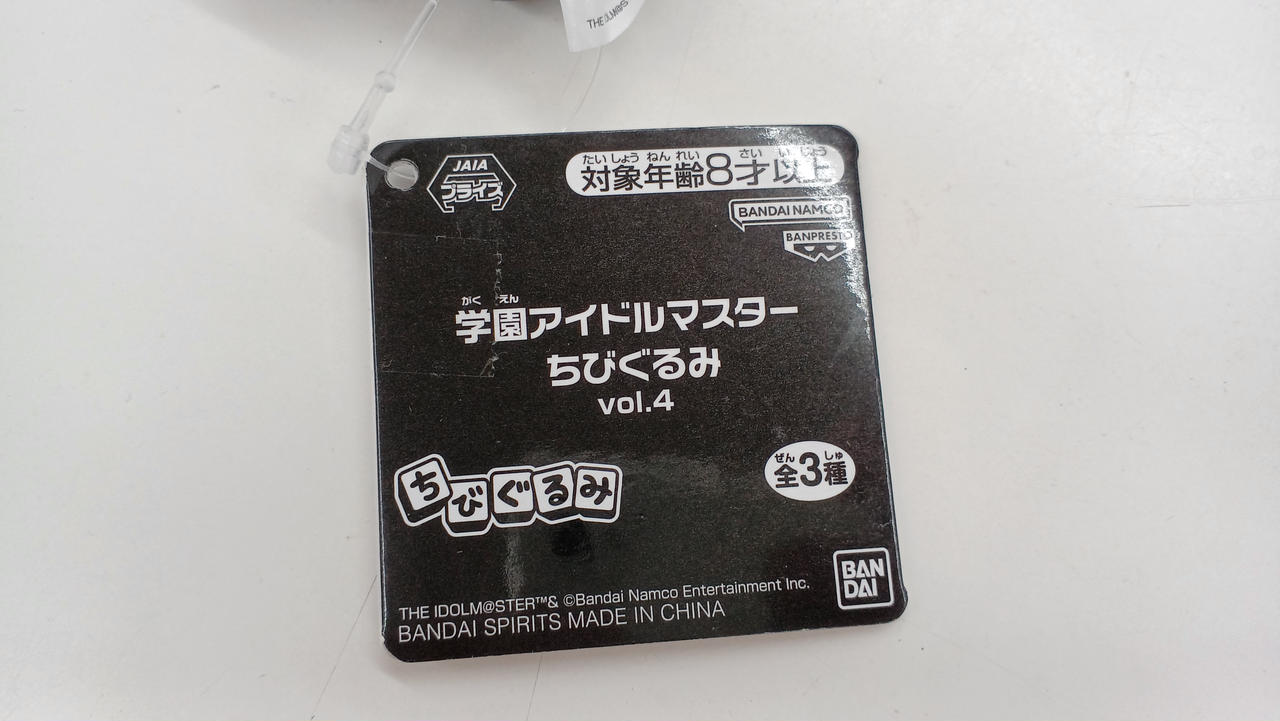 THE IDOLM@S
JAIA
プライズ
たいしょう ねんれい さい いじょう
対象年齢8才以上
BANDAI NAMCO
BANPRESTO
がく えん
学園アイドルマスター
ちびぐるみ
vol.4
ちびぐるみ
ぜん しゅ
全3種
BAN
DAI
THE IDOLM@STER™& ©Bandai Namco Entertainment Inc.
BANDAI SPIRITS MADE IN CHINA